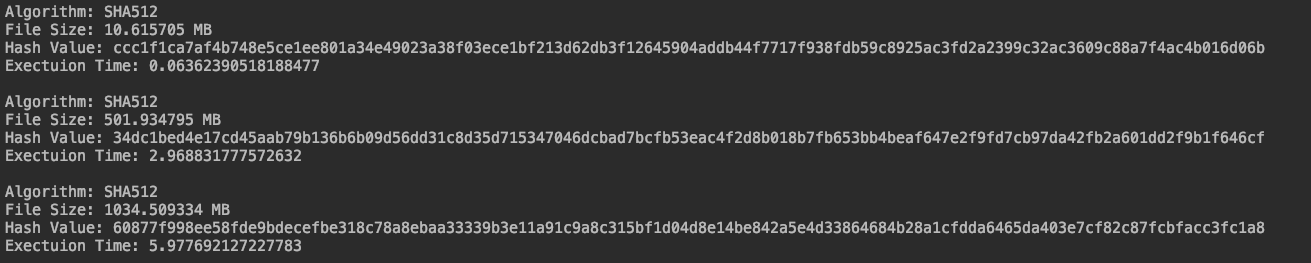 Algorithm: SHA512
File Size: 10.615705 MB
Hash Value: ccc1f1ca7af4b748e5ce1ee801a34e49023a38f03ece1bf213d62db3f12645904addb44f7717f938fdb59c8925ac3fd2a2399c32ac3609c88a7f4ac4b016d06b
Exectuion Time: 0.06362390518188477
Algorithm: SHA512
File Size: 501.934795 MB
Hash Value: 34dc1bed4e17cd45aab79b136b6b09d56dd31c8d35d715347046dcbad7bcfb53eac4f2d8b018b7fb653bb4beaf647e2f9fd7cb97da42fb2a601dd2f9b1f646cf
Exectuion Time: 2.968831777572632
Algorithm: SHA512
File Size: 1034.509334 MB
Hash Value: 60877f998ee58fde9bdecefbe318c78a8ebaa33339b3e11a91c9a8c315bf1d04d8e14be842a5e4d33864684b28a1cfdda6465da403e7cf82c87fcbfacc3fc1a8
Exectuion Time: 5.977692127227783